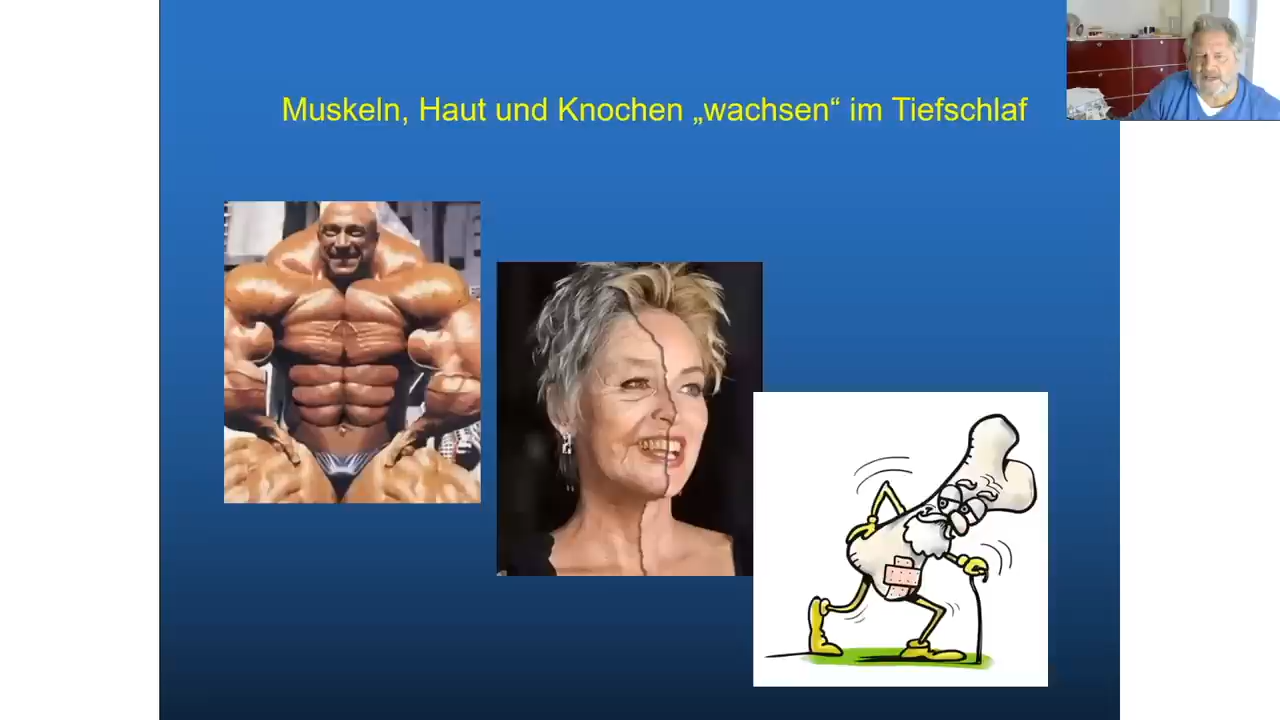 Muskeln, Haut und Knochen „wachsen“ im Tiefschlaf